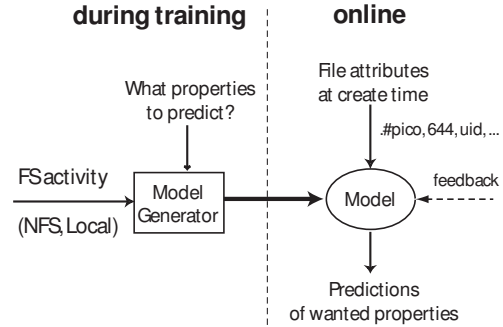 during training
online
What properties
to predict?
File attributes
at create time
.#pico, 644, uid, ...
FS activity
(NFS, Local)
Model
Generator
Model
feedback
Predictions
of wanted properties